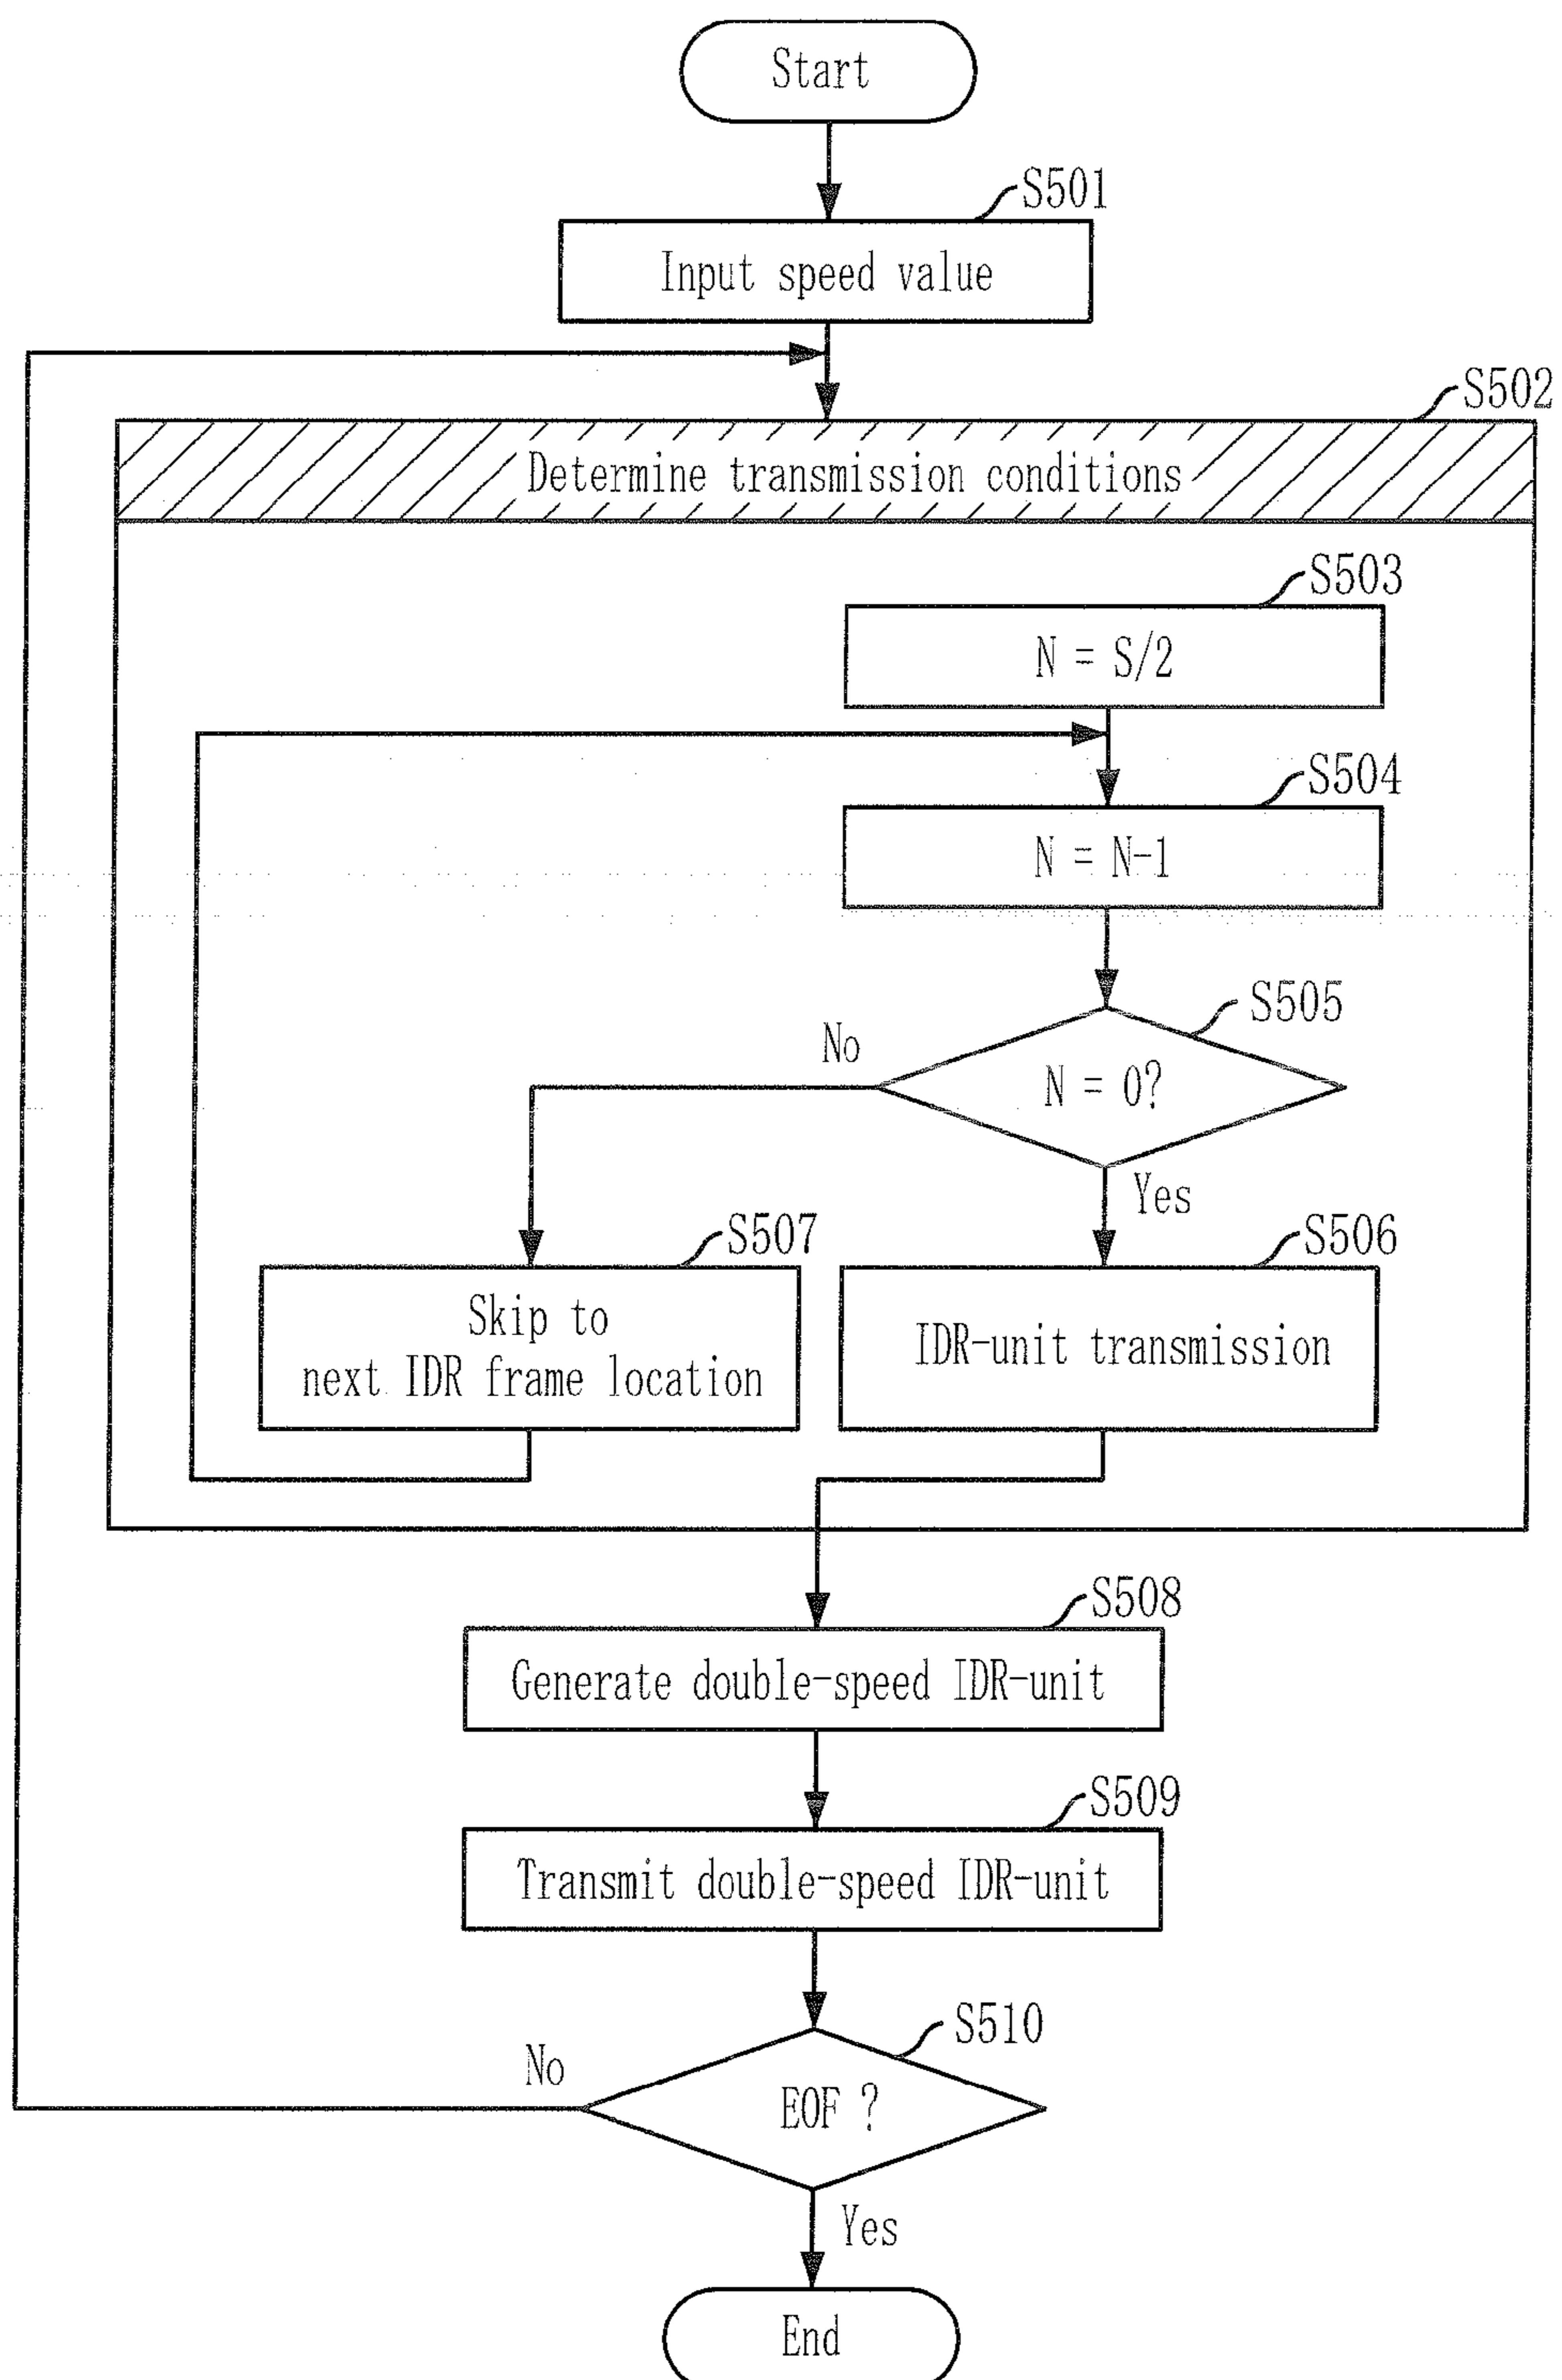 Start
S501
Input speed value
S502
Determine transmission conditions
S503
N = S/2
S504
N = N-1
S505
No
N = 0?
Yes
S507
S506
Skip to
next IDR frame location
IDR-unit transmission
S508
Generate double-speed IDR-unit
S509
Transmit double-speed IDR-unit
S510
No
EOF ?
Yes
End